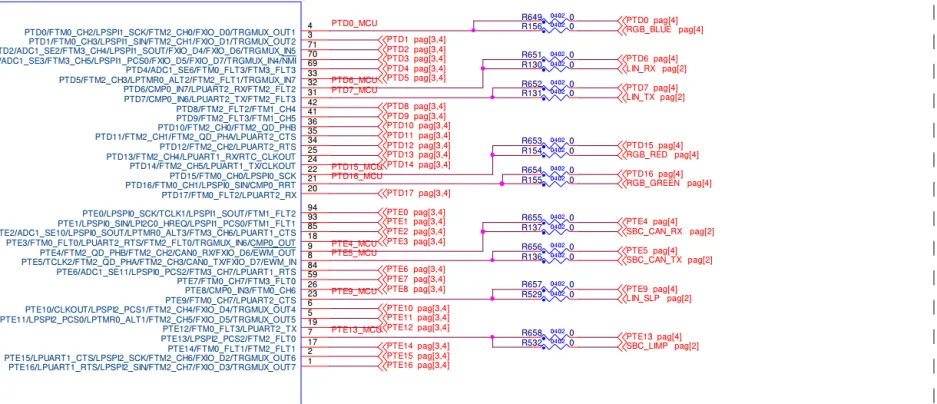 PTD0/FTM0_CH2/LPSPI1_SCK/FTM2_CH0/FXIO_D0/TRGMUX_OUT1 4 PTD0_MCU R649 0402 0 PTD0 pag[4]
R156 0402 0 RGB_BLUE pag[4]
PTD1/FTM0_CH3/LPSPI1_SIN/FTM2_CH1/FXIO_D1/TRGMUX_OUT2 3 PTD1 pag[3,4]
PTD2/ADC1_SE2/FTM3_CH4/LPSPI1_SOUT/FXIO_D4/FXIO_D6/TRGMUX_IN5 71 PTD2 pag[3,4]
/ADC1_SE3/FTM3_CH5/LPSPI1_PCS0/FXIO_D5/FXIO_D7/TRGMUX_IN4/NMI 70 PTD3 pag[3,4]
PTD4/ADC1_SE6/FTM0_FLT3/FTM3_FLT3 69 PTD4 pag[3,4]
PTD5/FTM2_CH3/LPTMR0_ALT2/FTM2_FLT1/TRGMUX_IN7 33 PTD5 pag[3,4]
PTD6/CMP0_IN7/LPUART2_RX/FTM2_FLT2 32 PTD6_MCU R651 0402 0 PTD6 pag[4]
R130 0402 0 LIN_RX pag[2]
PTD7/CMP0_IN6/LPUART2_TX/FTM2_FLT3 31 PTD7_MCU R652 0402 0 PTD7 pag[4]
R131 0402 0 LIN_TX pag[2]
PTD8/FTM2_FLT2/FTM1_CH4 42 PTD8 pag[3,4]
PTD9/FTM2_FLT3/FTM1_CH5 41 PTD9 pag[3,4]
PTD10/FTM2_CH0/FTM2_QD_PHB 36 PTD10 pag[3,4]
PTD11/FTM2_CH1/FTM2_QD_PHA/LPUART2_CTS 35 PTD11 pag[3,4]
PTD12/FTM2_CH2/LPUART2_RTS 34 PTD12 pag[3,4]
PTD13/FTM2_CH4/LPUART1_RX/RTC_CLKOUT 25 PTD13 pag[3,4]
PTD14/FTM2_CH5/LPUART1_TX/CLKOUT 24 PTD14 pag[3,4]
PTD15/FTM0_CH0/LPSPI0_SCK 22 PTD15_MCU R653 0402 0 PTD15 pag[4]
R154 0402 0 RGB_RED pag[4]
PTD16/FTM0_CH1/LPSPI0_SIN/CMP0_RRT 21 PTD16_MCU R654 0402 0 PTD16 pag[4]
R155 0402 0 RGB_GREEN pag[4]
PTD17/FTM0_FLT2/LPUART2_RX 20 PTD17 pag[3,4]
PTE0/LPSPI0_SCK/TCLK1/LPSPI1_SOUT/FTM1_FLT2 94 PTE0 pag[3,4]
PTE1/LPSPI0_SIN/LPI2C0_HREQ/LPSPI1_PCS0/FTM1_FLT1 93 PTE1 pag[3,4]
PTE2/ADC1_SE10/LPSPI0_SOUT/LPTMR0_ALT3/FTM3_CH6/LPUART1_CTS 85 PTE2 pag[3,4]
PTE3/FTM0_FLT0/LPUART2_RTS/FTM2_FLT0/TRGMUX_IN6/CMP0_OUT 18 PTE3 pag[3,4]
PTE4/FTM2_QD_PHB/FTM2_CH2/CAN0_RX/FXIO_D6/EWM_OUT 9 PTE4_MCU R655 0402 0 PTE4 pag[4]
R137 0402 0 SBC_CAN_RX pag[2]
PTE5/TCLK2/FTM2_QD_PHA/FTM2_CH3/CAN0_TX/FXIO_D7/EWM_IN 8 PTE5_MCU R656 0402 0 PTE5 pag[4]
R136 0402 0 SBC_CAN_TX pag[2]
PTE6/ADC1_SE11/LPSPI0_PCS2/FTM3_CH7/LPUART1_RTS 84 PTE6 pag[3,4]
PTE7/FTM0_CH7/FTM3_FLT0 59 PTE7 pag[3,4]
PTE8/CMP0_IN3/FTM0_CH6 26 PTE8 pag[3,4]
PTE9/FTM0_CH7/LPUART2_CTS 23 PTE9_MCU R657 0402 0 PTE9 pag[4]
R529 0402 0 LIN_SLP pag[2]
PTE10/CLKOUT/LPSPI2_PCS1/FTM2_CH4/FXIO_D4/TRGMUX_OUT4 6 PTE10 pag[3,4]
PTE11/LPSPI2_PCS0/LPTMR0_ALT1/FTM2_CH5/FXIO_D5/TRGMUX_OUT5 5 PTE11 pag[3,4]
PTE12/FTM0_FLT3/LPUART2_TX 19 PTE12 pag[3,4]
PTE13/LPSPI2_PCS2/FTM2_FLT0 7 PTE13_MCU R658 0402 0 PTE13 pag[4]
R532 0402 0 SBC_LIMP pag[2]
PTE14/FTM0_FLT1/FTM2_FLT1 17 PTE14 pag[3,4]
PTE15/LPUART1_CTS/LPSPI2_SCK/FTM2_CH6/FXIO_D2/TRGMUX_OUT6 2 PTE15 pag[3,4]
PTE16/LPUART1_RTS/LPSPI2_SIN/FTM2_CH7/FXIO_D3/TRGMUX_OUT7 1 PTE16 pag[3,4]